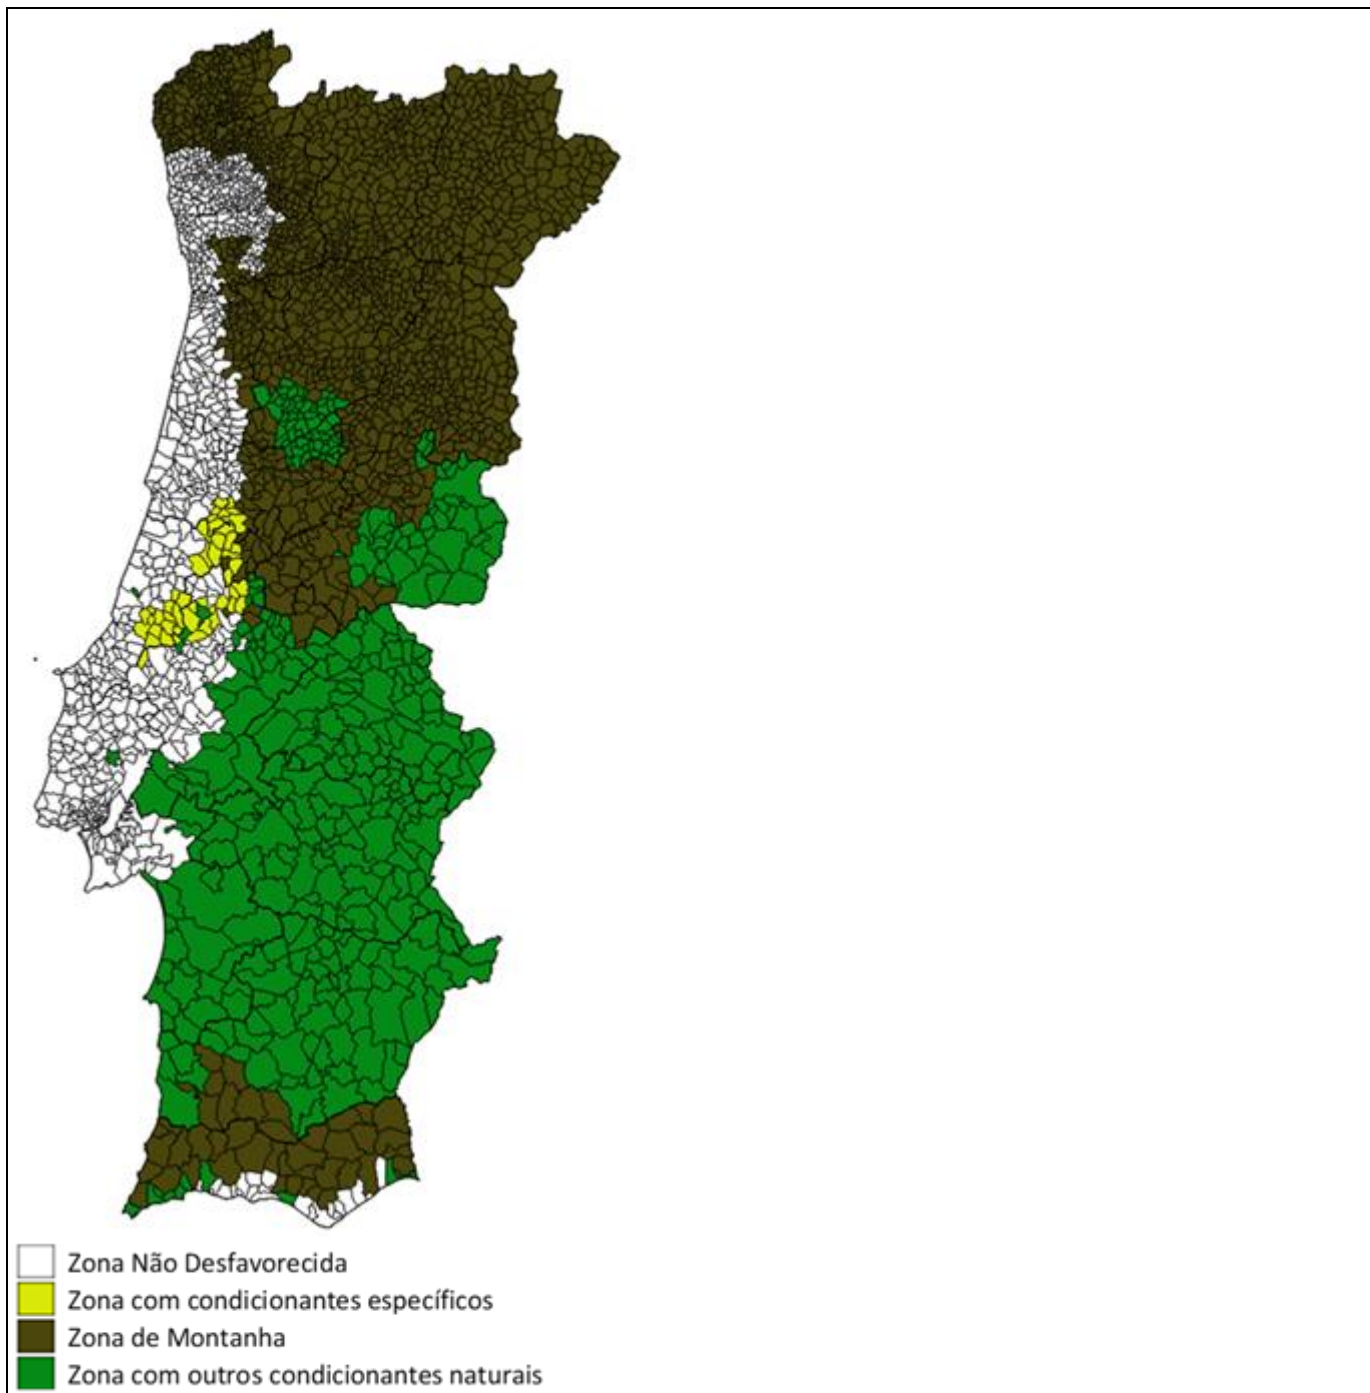 Zona Não Desfavorecida
Zona com condicionantes específicos
Zona de Montanha
Zona com outros condicionantes naturais